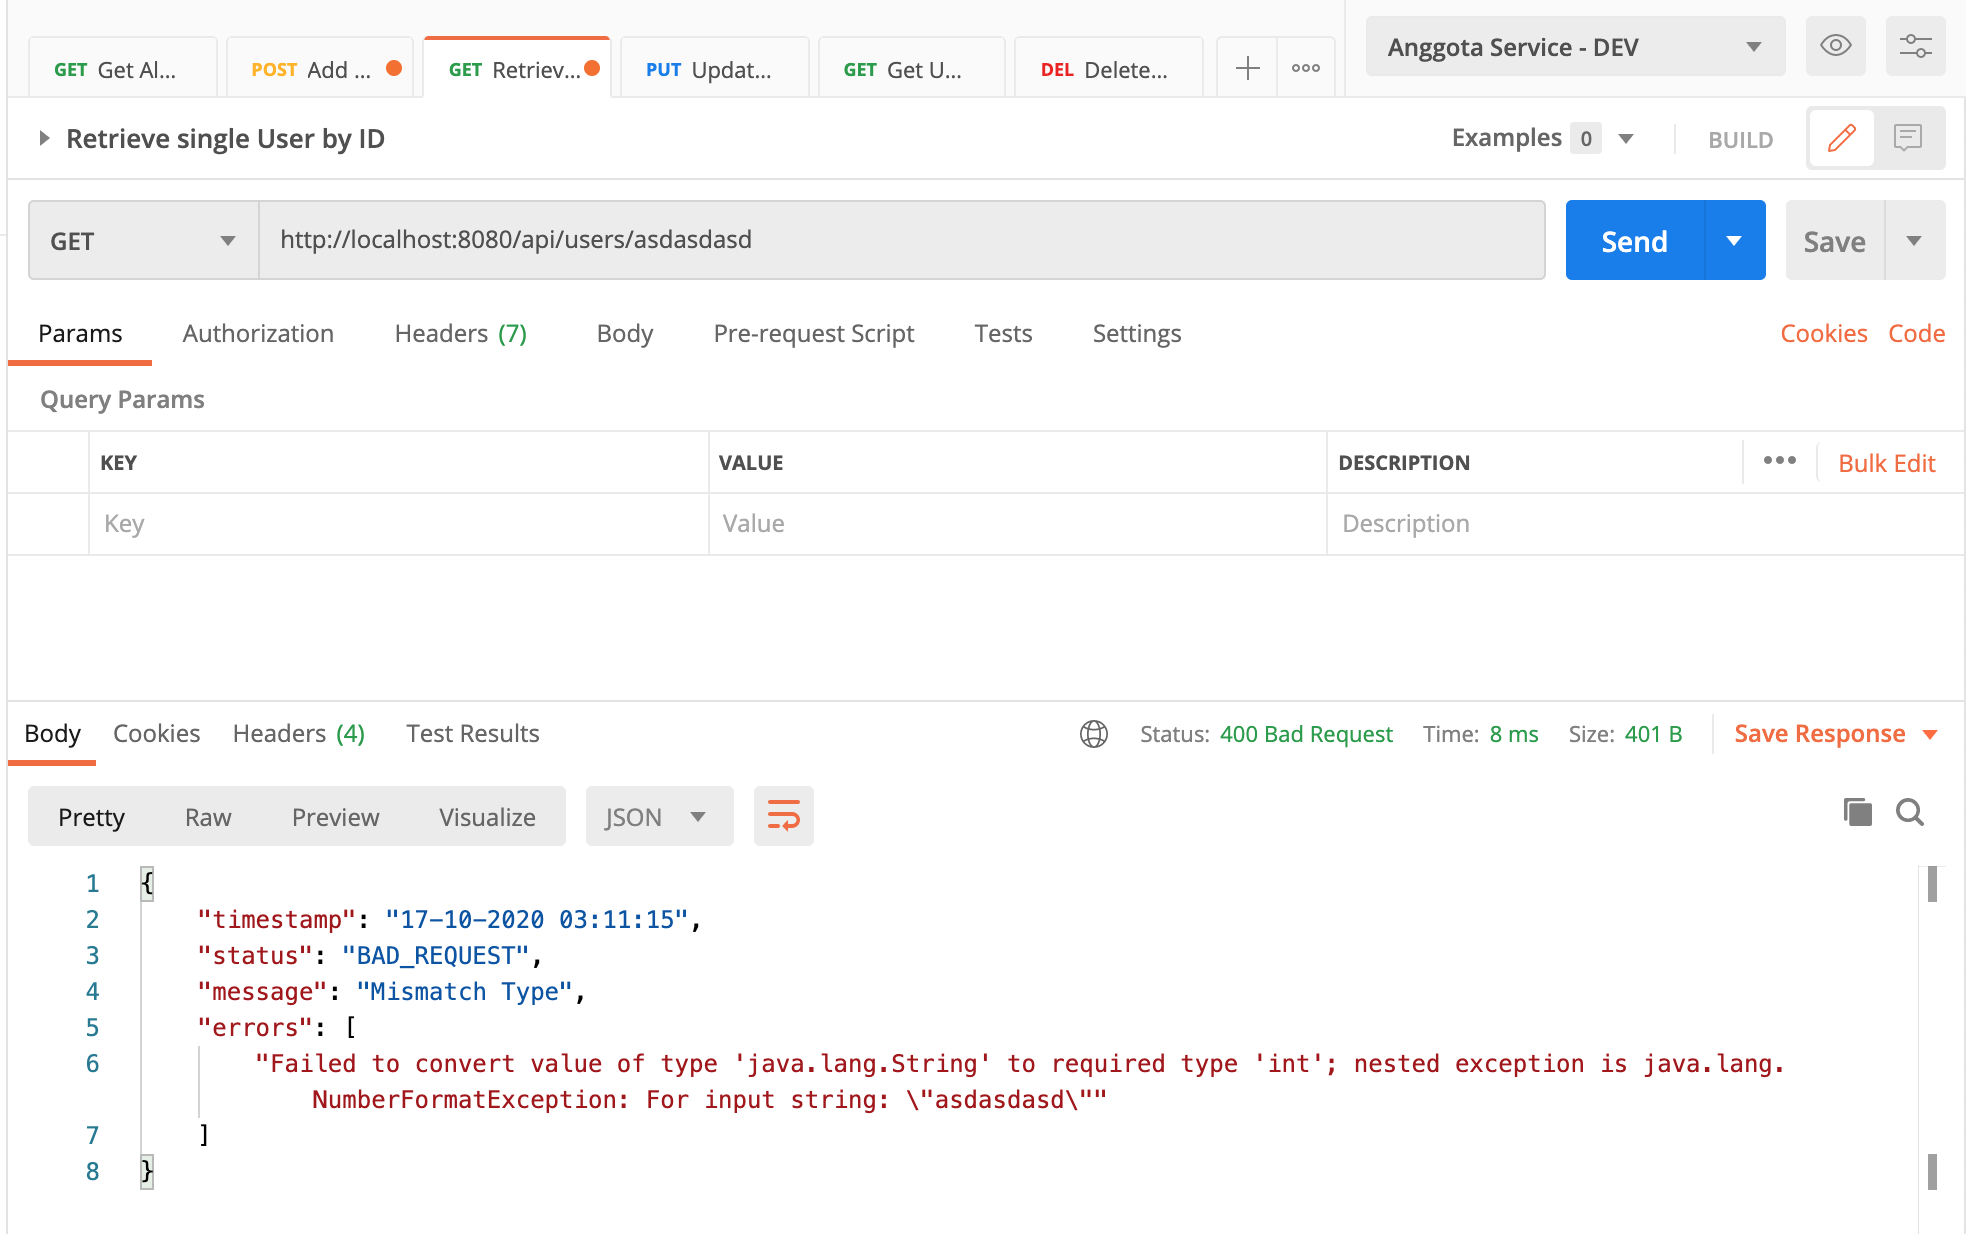 GET Get Al...
POST Add ...
GET Retriev...
PUT Updat...
GET Get U...
DEL Delete...
Anggota Service - DEV
Retrieve single User by ID
Examples 0
BUILD
GET
http://localhost:8080/api/users/asdasdasd
Send
Save
Params Authorization Headers (7) Body Pre-request Script Tests Settings Cookies Code
Query Params
KEY VALUE DESCRIPTION Bulk Edit
Key Value Description
Body Cookies Headers (4) Test Results Status: 400 Bad Request Time: 8 ms Size: 401 B Save Response
Pretty Raw Preview Visualize JSON
1 {
2 "timestamp": "17-10-2020 03:11:15",
3 "status": "BAD_REQUEST",
4 "message": "Mismatch Type",
5 "errors": [
6 "Failed to convert value of type 'java.lang.String' to required type 'int'; nested exception is java.lang.
NumberFormatException: For input string: \"asdasdasd\""
7 ]
8 }